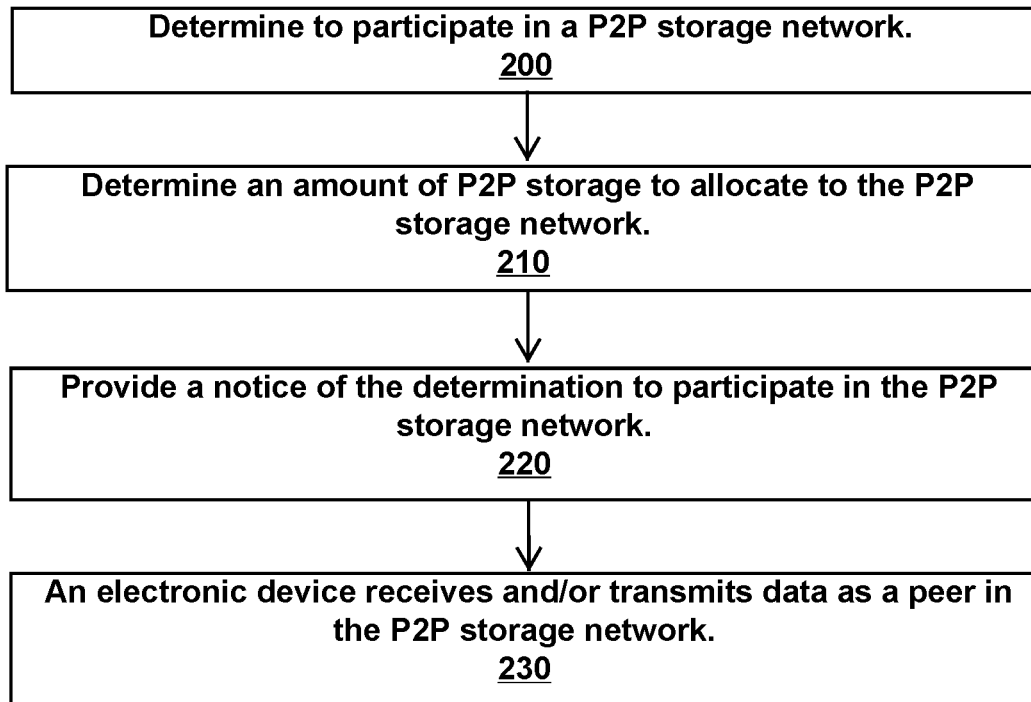 Determine to participate in a P2P storage network.
200
Determine an amount of P2P storage to allocate to the P2P
storage network.
210
Provide a notice of the determination to participate in the P2P
storage network.
220
An electronic device receives and/or transmits data as a peer in
the P2P storage network.
230